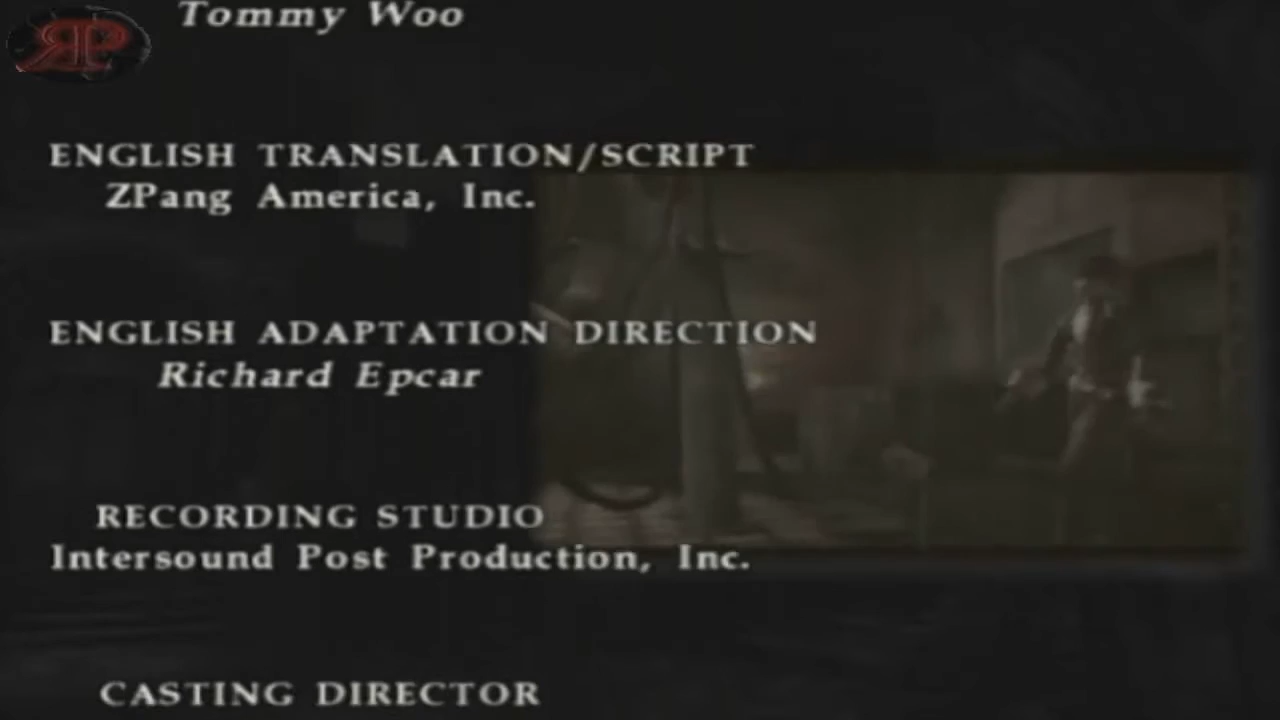 Tommy Woo
RP
ENGLISH TRANSLATION/SCRIPT
ZPang America, Inc.
ENGLISH ADAPTATION DIRECTION
Richard Epcar
RECORDING STUDIO
Intersound Post Production, Inc.
CASTING DIRECTOR